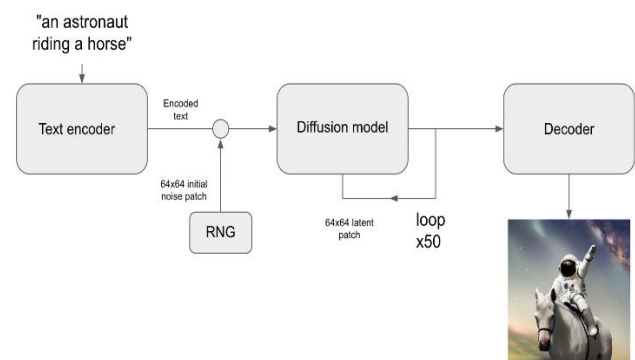 "an astronaut
riding a horse"
Text encoder
Encoded
text
64x64 initial
noise patch
RNG
Diffusion model
64x64 latent
patch
loop
x50
Decoder